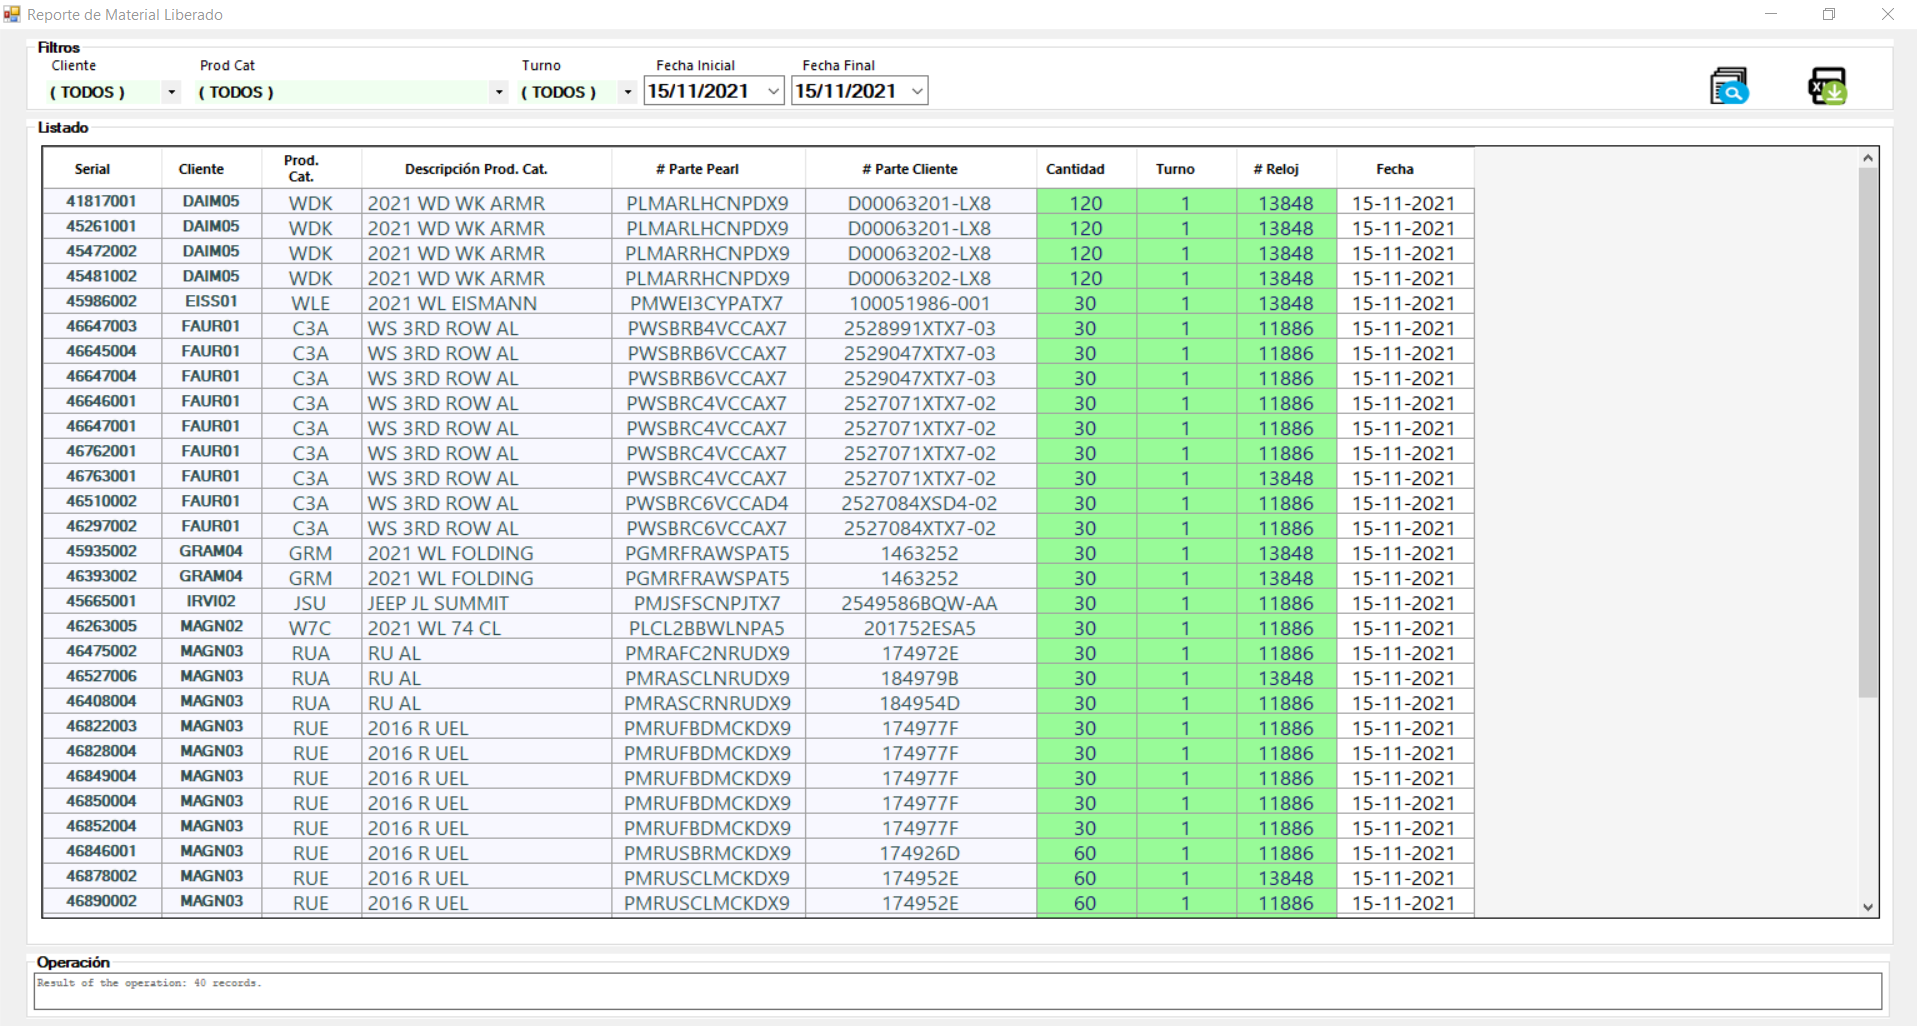 Reporte de Material Liberado
Filtros
Cliente Prod Cat Turno Fecha Inicial Fecha Final
( TODOS ) ( TODOS ) ( TODOS ) 15/11/2021 15/11/2021
Listado
Serial Cliente Prod. Cat. Descripción Prod. Cat. # Parte Pearl # Parte Cliente Cantidad Turno # Reloj Fecha
41817001 DAIM05 WDK 2021 WD WK ARMR PLMARLHCNPDX9 D00063201-LX8 120 1 13848 15-11-2021
45261001 DAIM05 WDK 2021 WD WK ARMR PLMARLHCNPDX9 D00063201-LX8 120 1 13848 15-11-2021
45472002 DAIM05 WDK 2021 WD WK ARMR PLMARRHCNPDX9 D00063202-LX8 120 1 13848 15-11-2021
45481002 DAIM05 WDK 2021 WD WK ARMR PLMARRHCNPDX9 D00063202-LX8 120 1 13848 15-11-2021
45986002 EISS01 WLE 2021 WL EISMANN PMWEI3CYPATX7 100051986-001 30 1 13848 15-11-2021
46647003 FAUR01 C3A WS 3RD ROW AL PWSBRB4VCCAX7 2528991XTX7-03 30 1 11886 15-11-2021
46645004 FAUR01 C3A WS 3RD ROW AL PWSBRB6VCCAX7 2529047XTX7-03 30 1 11886 15-11-2021
46647004 FAUR01 C3A WS 3RD ROW AL PWSBRB6VCCAX7 2529047XTX7-03 30 1 11886 15-11-2021
46646001 FAUR01 C3A WS 3RD ROW AL PWSBRC4VCCAX7 2527071XTX7-02 30 1 11886 15-11-2021
46647001 FAUR01 C3A WS 3RD ROW AL PWSBRC4VCCAX7 2527071XTX7-02 30 1 11886 15-11-2021
46762001 FAUR01 C3A WS 3RD ROW AL PWSBRC4VCCAX7 2527071XTX7-02 30 1 11886 15-11-2021
46763001 FAUR01 C3A WS 3RD ROW AL PWSBRC4VCCAX7 2527071XTX7-02 30 1 13848 15-11-2021
46510002 FAUR01 C3A WS 3RD ROW AL PWSBRC6VCCAD4 2527084XSD4-02 30 1 11886 15-11-2021
46297002 FAUR01 C3A WS 3RD ROW AL PWSBRC6VCCAX7 2527084XTX7-02 30 1 11886 15-11-2021
45935002 GRAM04 GRM 2021 WL FOLDING PGMRFRAWSPAT5 1463252 30 1 13848 15-11-2021
46393002 GRAM04 GRM 2021 WL FOLDING PGMRFRAWSPAT5 1463252 30 1 13848 15-11-2021
45665001 IRVI02 JSU JEEP JL SUMMIT PMJSFSCNPJTX7 2549586BQW-AA 30 1 11886 15-11-2021
46263005 MAGN02 W7C 2021 WL 74 CL PLCL2BBWLNPA5 201752ESA5 30 1 11886 15-11-2021
46475002 MAGN03 RUA RU AL PMRAFC2NRUDX9 174972E 30 1 11886 15-11-2021
46527006 MAGN03 RUA RU AL PMRASCLNRUDX9 184979B 30 1 13848 15-11-2021
46408004 MAGN03 RUA RU AL PMRASCRNRUDX9 184954D 30 1 11886 15-11-2021
46822003 MAGN03 RUE 2016 R UEL PMRUFBDMCKDX9 174977F 30 1 11886 15-11-2021
46828004 MAGN03 RUE 2016 R UEL PMRUFBDMCKDX9 174977F 30 1 11886 15-11-2021
46849004 MAGN03 RUE 2016 R UEL PMRUFBDMCKDX9 174977F 30 1 11886 15-11-2021
46850004 MAGN03 RUE 2016 R UEL PMRUFBDMCKDX9 174977F 30 1 11886 15-11-2021
46852004 MAGN03 RUE 2016 R UEL PMRUFBDMCKDX9 174977F 30 1 11886 15-11-2021
46846001 MAGN03 RUE 2016 R UEL PMRUSBRMCKDX9 174926D 60 1 11886 15-11-2021
46878002 MAGN03 RUE 2016 R UEL PMRUSCLMCKDX9 174952E 60 1 13848 15-11-2021
46890002 MAGN03 RUE 2016 R UEL PMRUSCLMCKDX9 174952E 60 1 11886 15-11-2021
Operación
Result of the operation: 40 records.